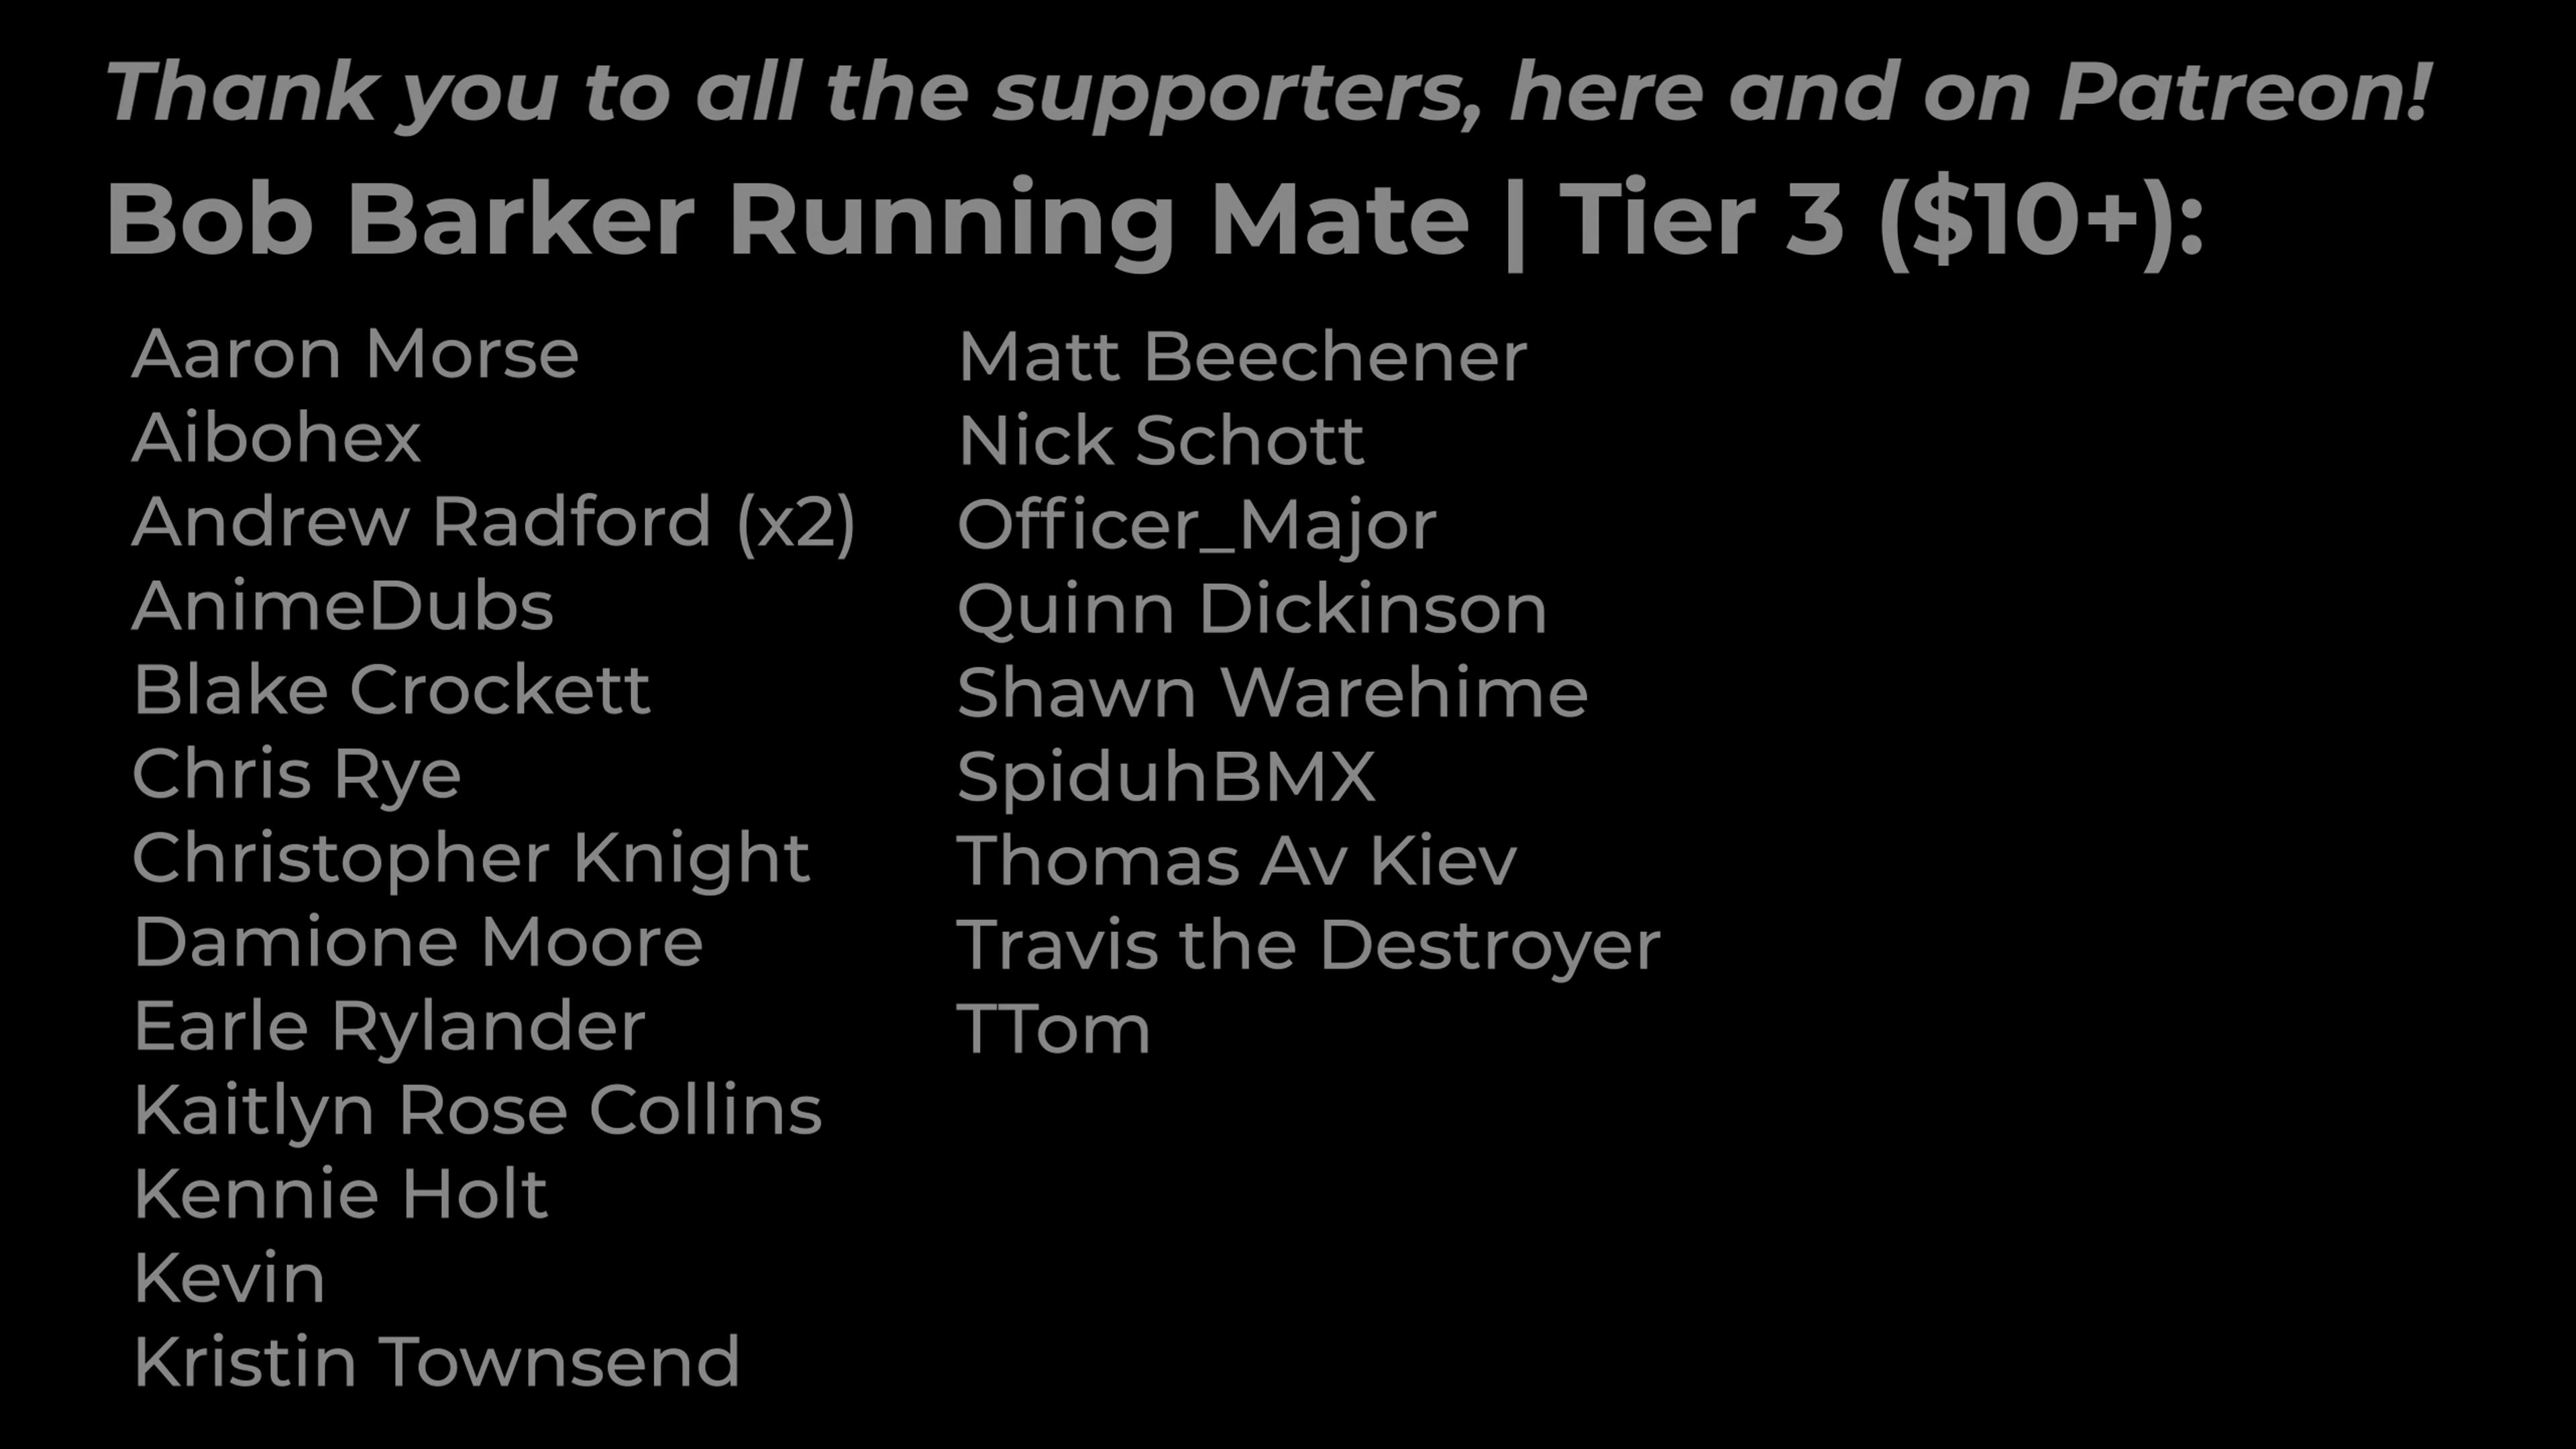 Thank you to all the supporters, here and on Patreon!
Bob Barker Running Mate | Tier 3 ($10+):
Aaron Morse
Aibohex
Andrew Radford (x2)
AnimeDubs
Blake Crockett
Chris Rye
Christopher Knight
Damione Moore
Earle Rylander
Kaitlyn Rose Collins
Kennie Holt
Kevin
Kristin Townsend
Matt Beechener
Nick Schott
Officer_Major
Quinn Dickinson
Shawn Warehime
SpiduhBMX
Thomas Av Kiev
Travis the Destroyer
TTom